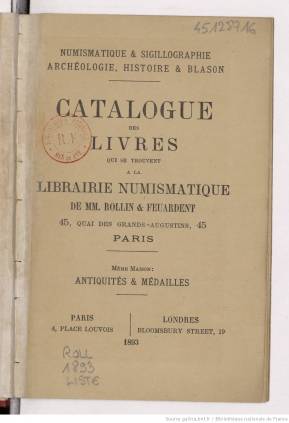 45128716
NUMISMATIQUE & SIGILLOGRAPHIE
ARCHÉOLOGIE, HISTOIRE & BLASON
CATALOGUE
DES
LIVRES
QUI SE TROUVENT
A LA
LIBRAIRIE NUMISMATIQUE
DE MM. ROLLIN & FEUARDENT
45, QUAI DES GRANDS-AUGUSTINS, 45
PARIS
MÊME MAISON:
ANTIQUITÉS & MÉDAILLES
PARIS
4, PLACE LOUVOIS
LONDRES
BLOOMSBURY STREET, 19
1893
ROLL
1893
LISTE
Source gallica.bnf.fr / Bibliothèque nationale de France